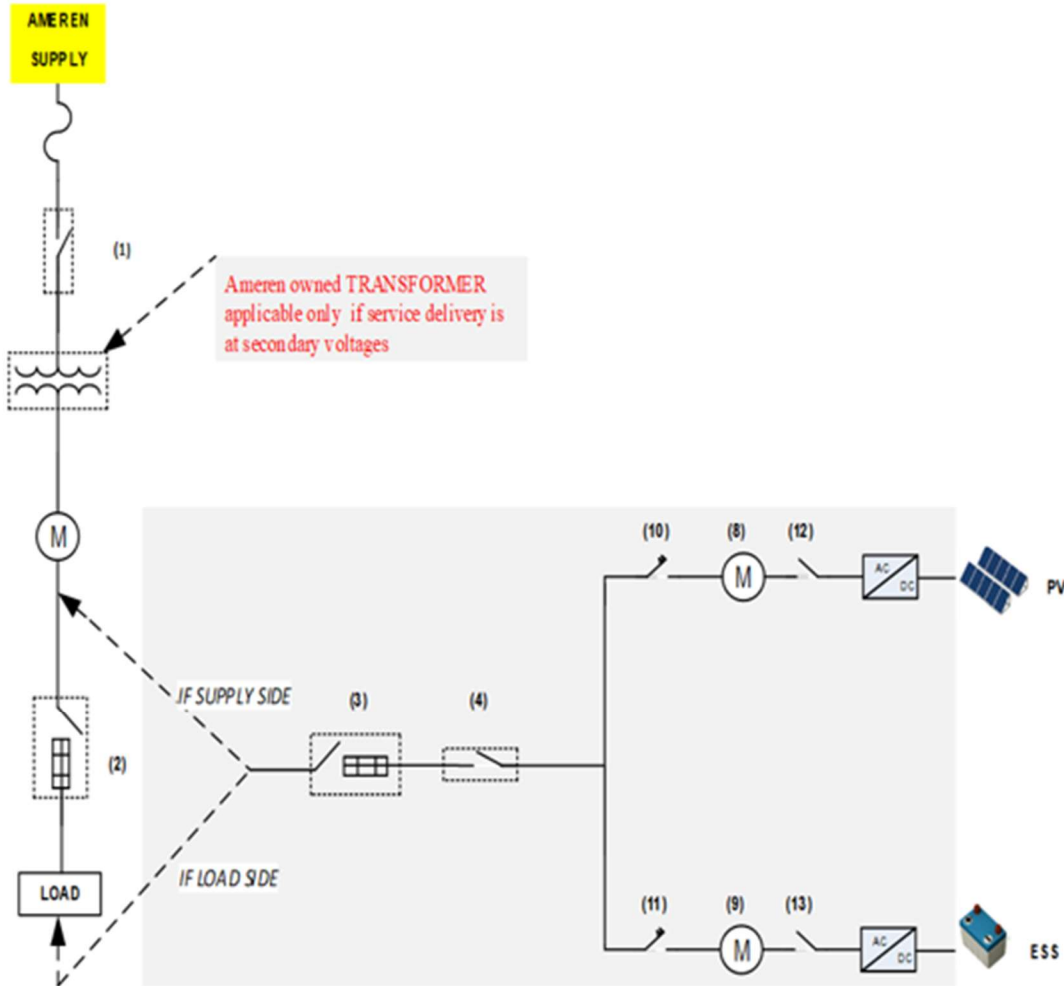 AMEREN
SUPPLY
(1)
Ameren owned TRANSFORMER
applicable only if service delivery is
at secondary voltages
M
(10)
(8)
(12)
M
AC
DC
PV
IF SUPPLY SIDE
(3)
(4)
(2)
IF LOAD SIDE
LOAD
(11)
(9)
(13)
M
AC
DC
ESS